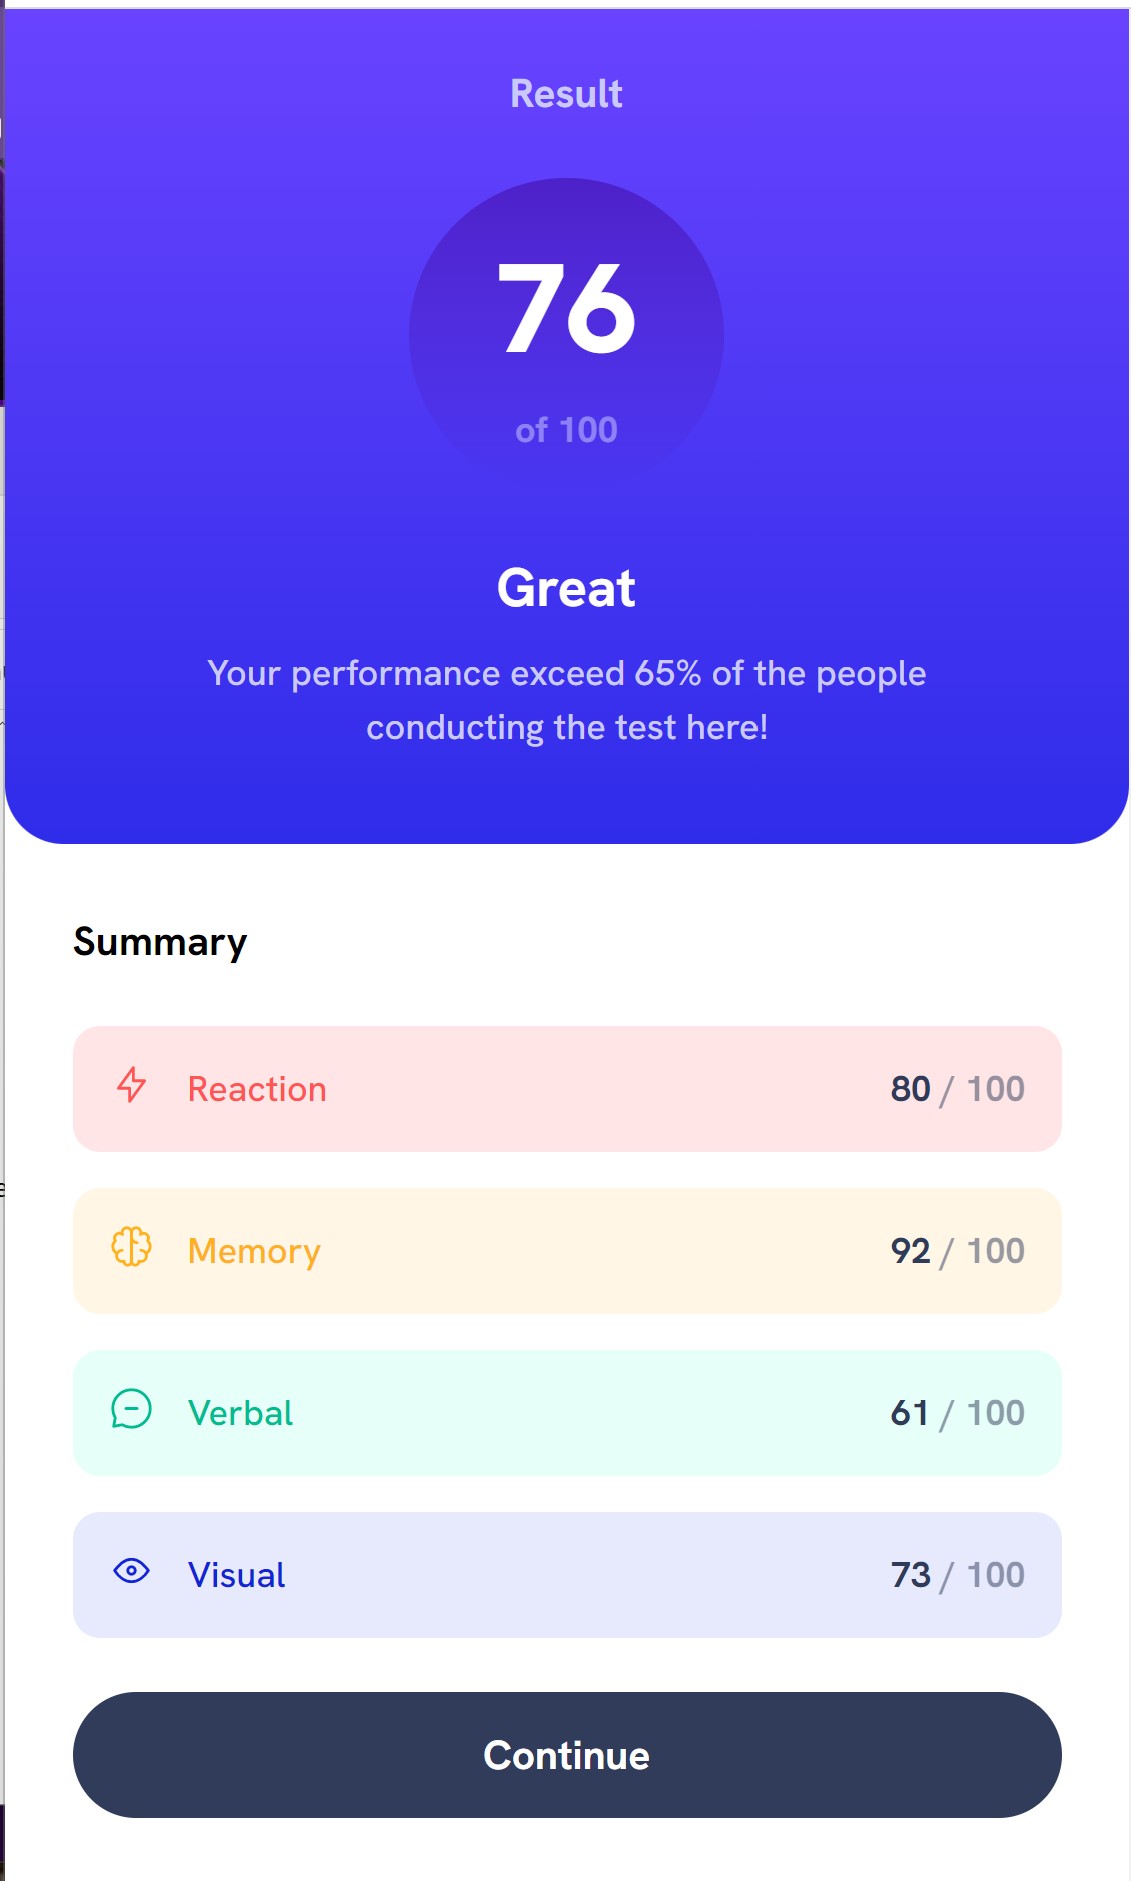 Result
76
of 100
Great
Your performance exceed 65% of the people
conducting the test here!
Summary
Reaction 80 / 100
Memory 92 / 100
Verbal 61 / 100
Visual 73 / 100
Continue